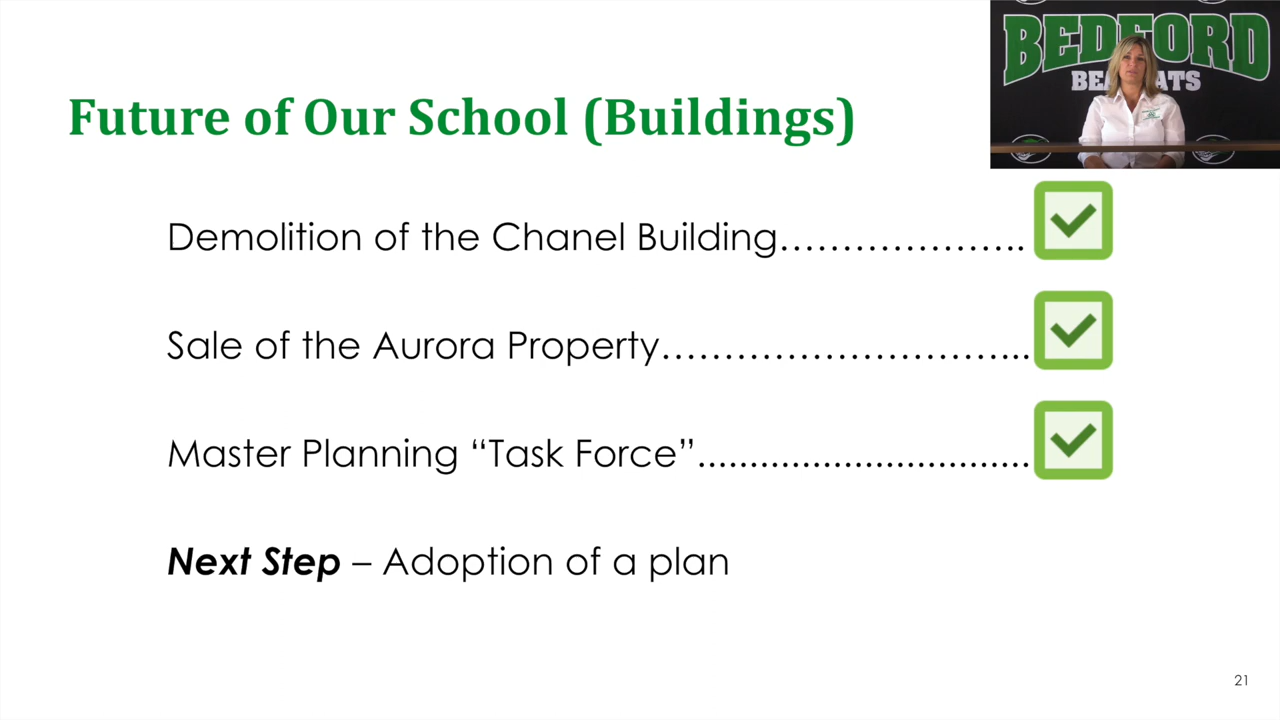 BEDFORD
BEARCATS
Future of Our School (Buildings)
Demolition of the Chanel Building…………………..
Sale of the Aurora Property…………………………...
Master Planning “Task Force”................................
Next Step – Adoption of a plan
21